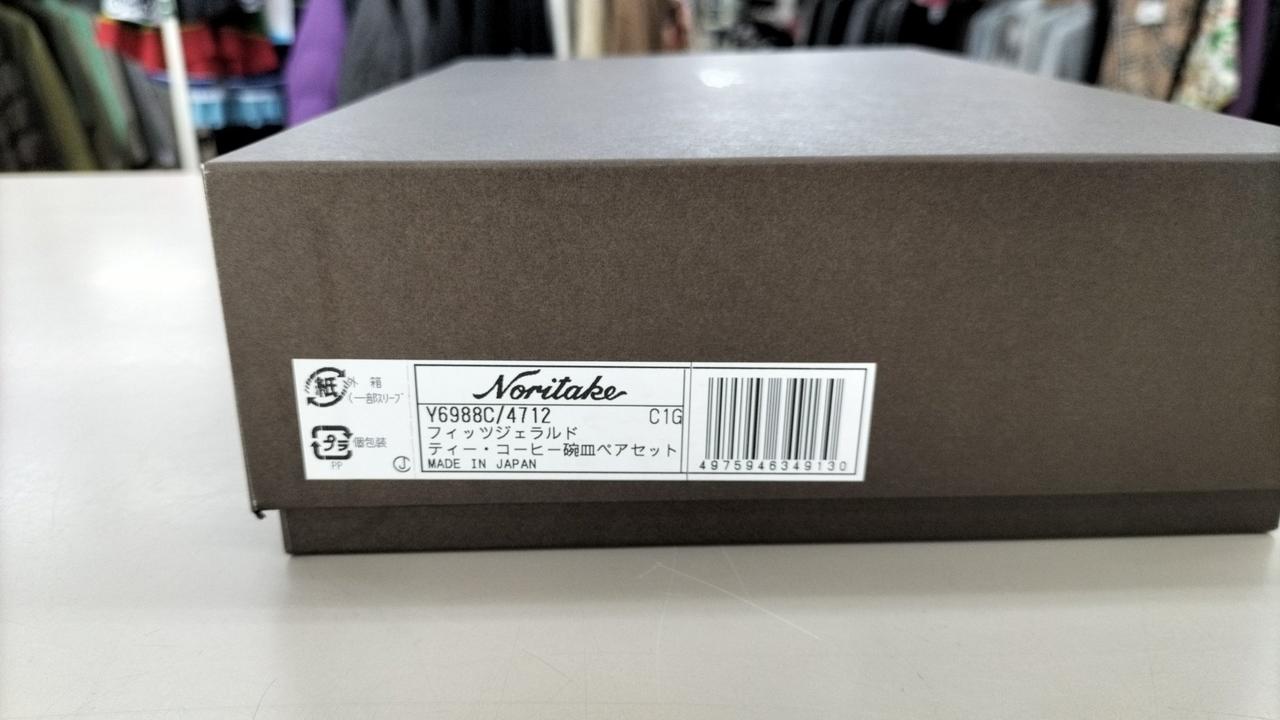 紙
外箱
(一部スリーブ
プラ
個包装
PP
J
Noritake
Y6988C/4712 C1G
フィッツジェラルド
ティー・コーヒー碗皿ペアセット
MADE IN JAPAN
4975946349130